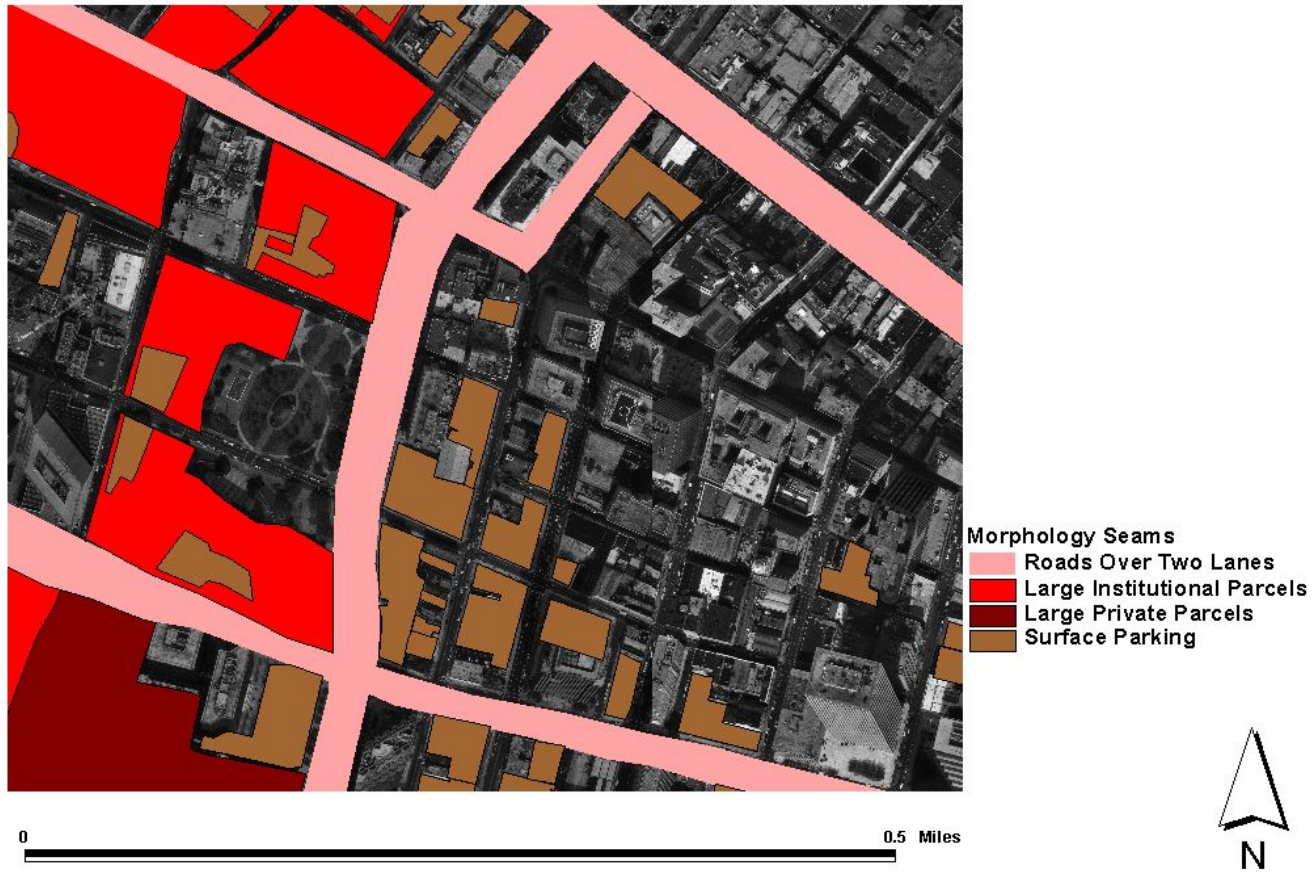 Morphology Seams
Roads Over Two Lanes
Large Institutional Parcels
Large Private Parcels
Surface Parking
0 0.5 Miles
N